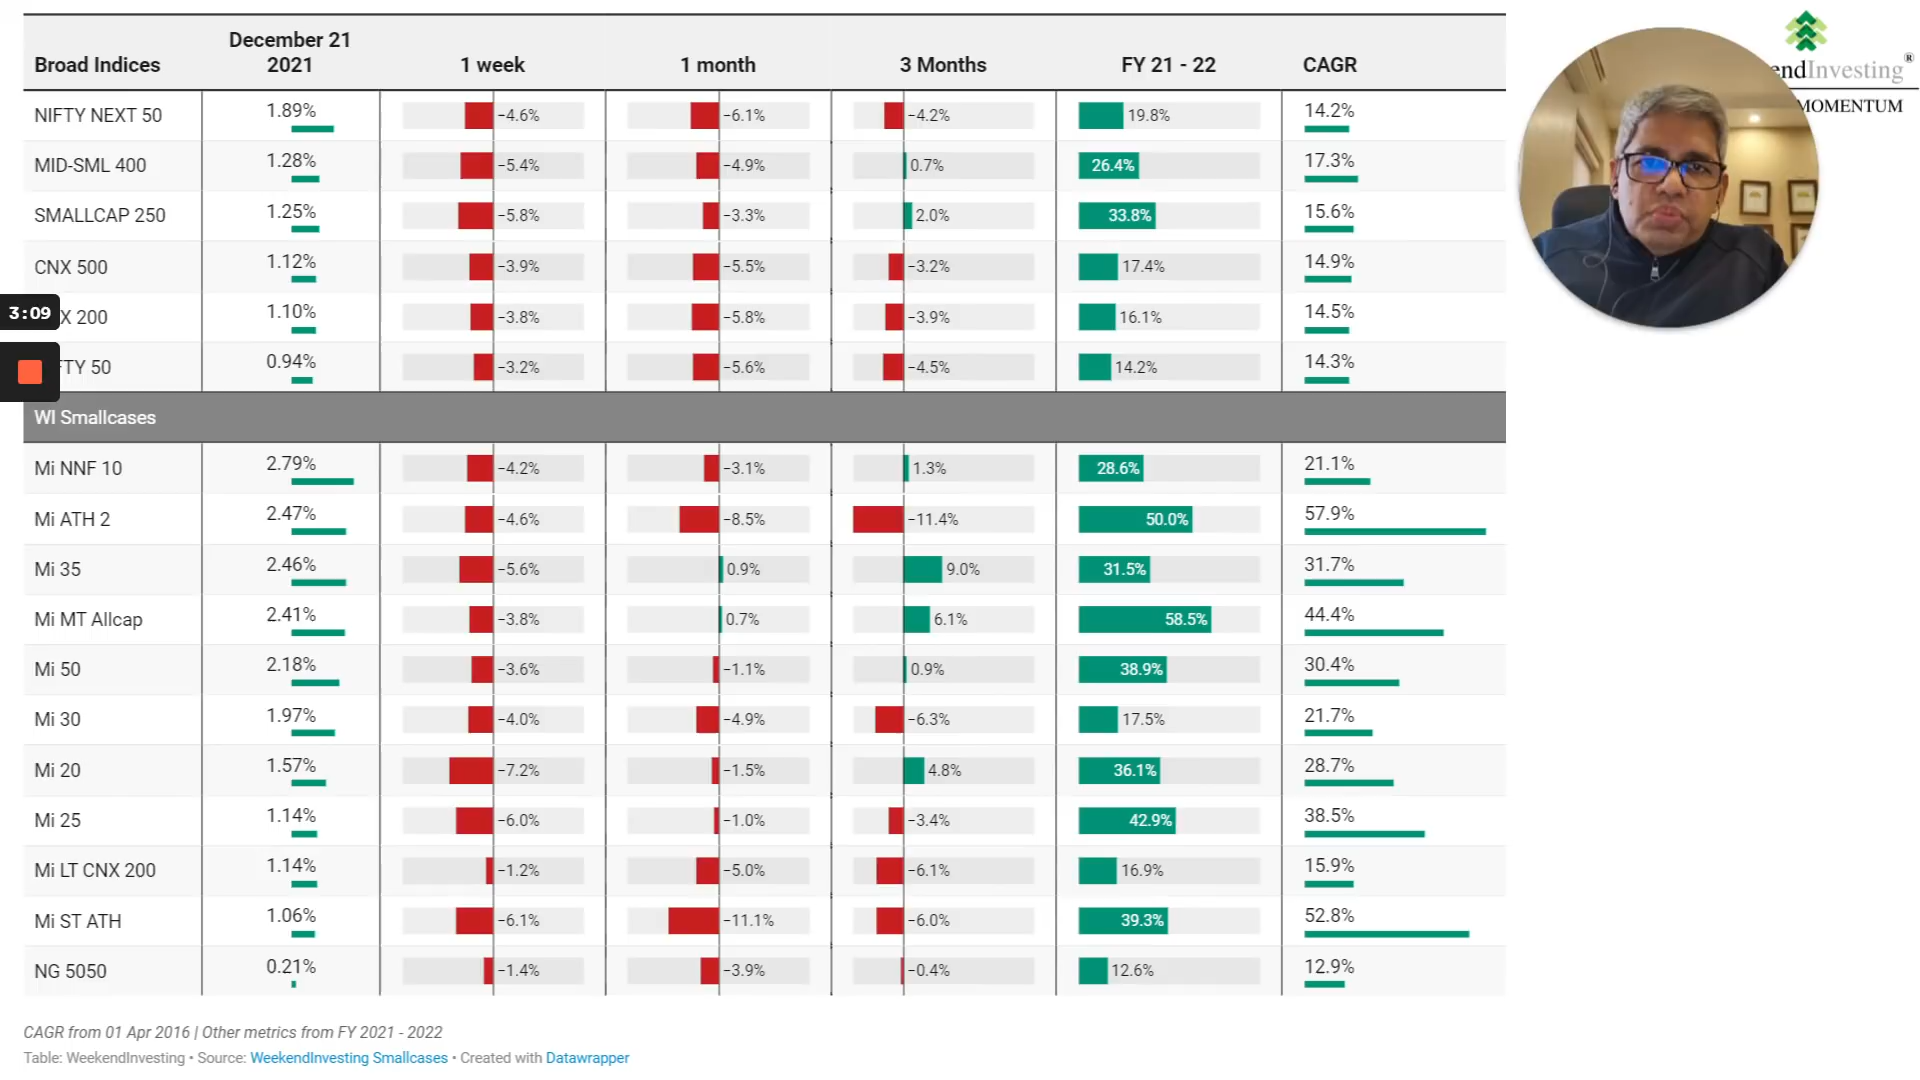 Broad Indices December 21 2021 1 week 1 month 3 Months FY 21 - 22 CAGR
NIFTY NEXT 50 1.89% −4.6% −6.1% −4.2% 19.8% 14.2%
MID-SML 400 1.28% −5.4% −4.9% 0.7% 26.4% 17.3%
SMALLCAP 250 1.25% −5.8% −3.3% 2.0% 33.8% 15.6%
CNX 500 1.12% −3.9% −5.5% −3.2% 17.4% 14.9%
X 200 1.10% −3.8% −5.8% −3.9% 16.1% 14.5%
TY 50 0.94% −3.2% −5.6% −4.5% 14.2% 14.3%
WI Smallcases
Mi NNF 10 2.79% −4.2% −3.1% 1.3% 28.6% 21.1%
Mi ATH 2 2.47% −4.6% −8.5% −11.4% 50.0% 57.9%
Mi 35 2.46% −5.6% 0.9% 9.0% 31.5% 31.7%
Mi MT Allcap 2.41% −3.8% 0.7% 6.1% 58.5% 44.4%
Mi 50 2.18% −3.6% −1.1% 0.9% 38.9% 30.4%
Mi 30 1.97% −4.0% −4.9% −6.3% 17.5% 21.7%
Mi 20 1.57% −7.2% −1.5% 4.8% 36.1% 28.7%
Mi 25 1.14% −6.0% −1.0% −3.4% 42.9% 38.5%
Mi LT CNX 200 1.14% −1.2% −5.0% −6.1% 16.9% 15.9%
Mi ST ATH 1.06% −6.1% −11.1% −6.0% 39.3% 52.8%
NG 5050 0.21% −1.4% −3.9% −0.4% 12.6% 12.9%
CAGR from 01 Apr 2016 | Other metrics from FY 2021 - 2022
Table: WeekendInvesting • Source: WeekendInvesting Smallcases • Created with Datawrapper
3:09
endInvesting®
MOMENTUM